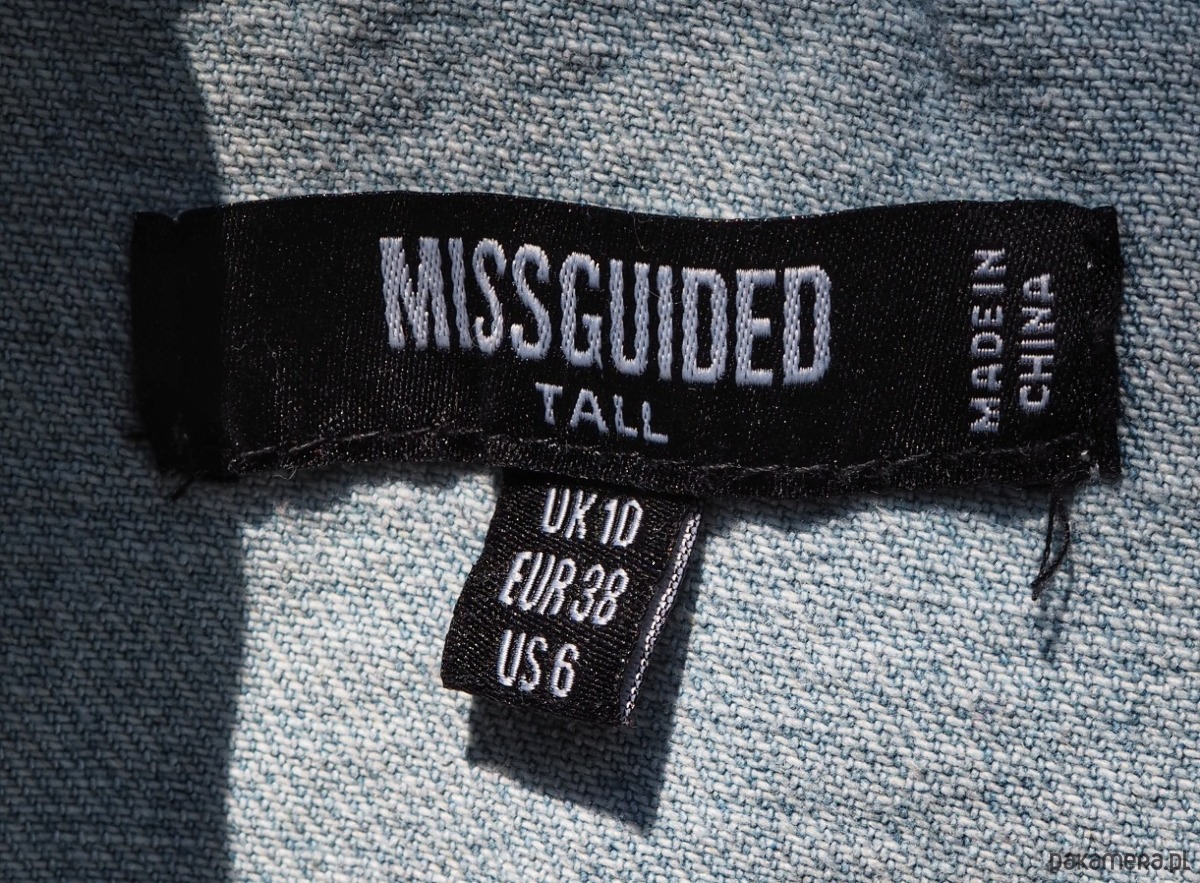 MISSGUIDED
TALL
MADE IN
CHINA
UK 10
EUR 38
US 6
pakamera.pl